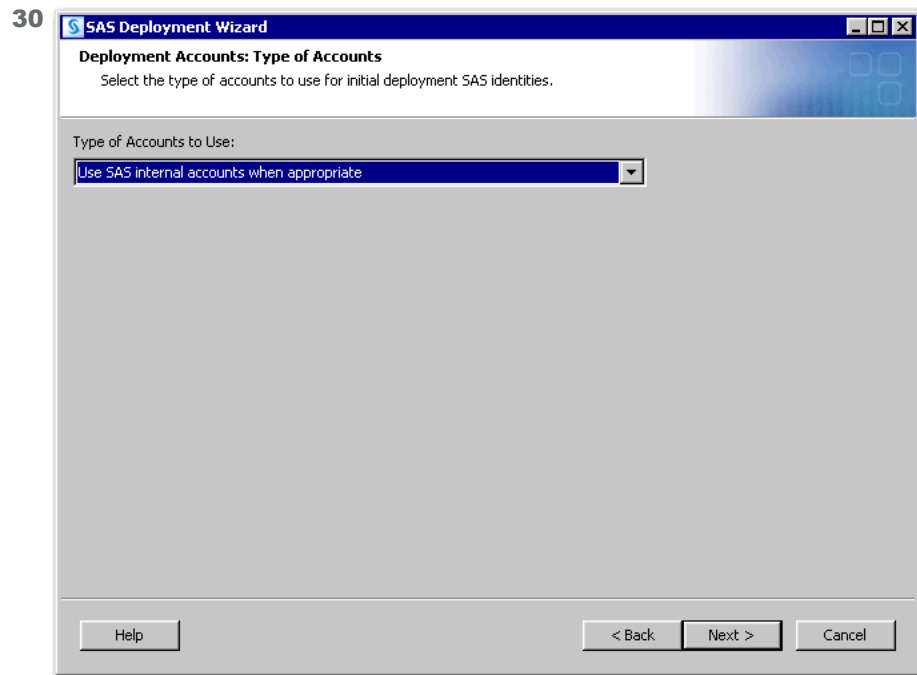 30
SAS Deployment Wizard
Deployment Accounts: Type of Accounts
Select the type of accounts to use for initial deployment SAS identities.
Type of Accounts to Use:
Use SAS internal accounts when appropriate
Help
< Back
Next >
Cancel